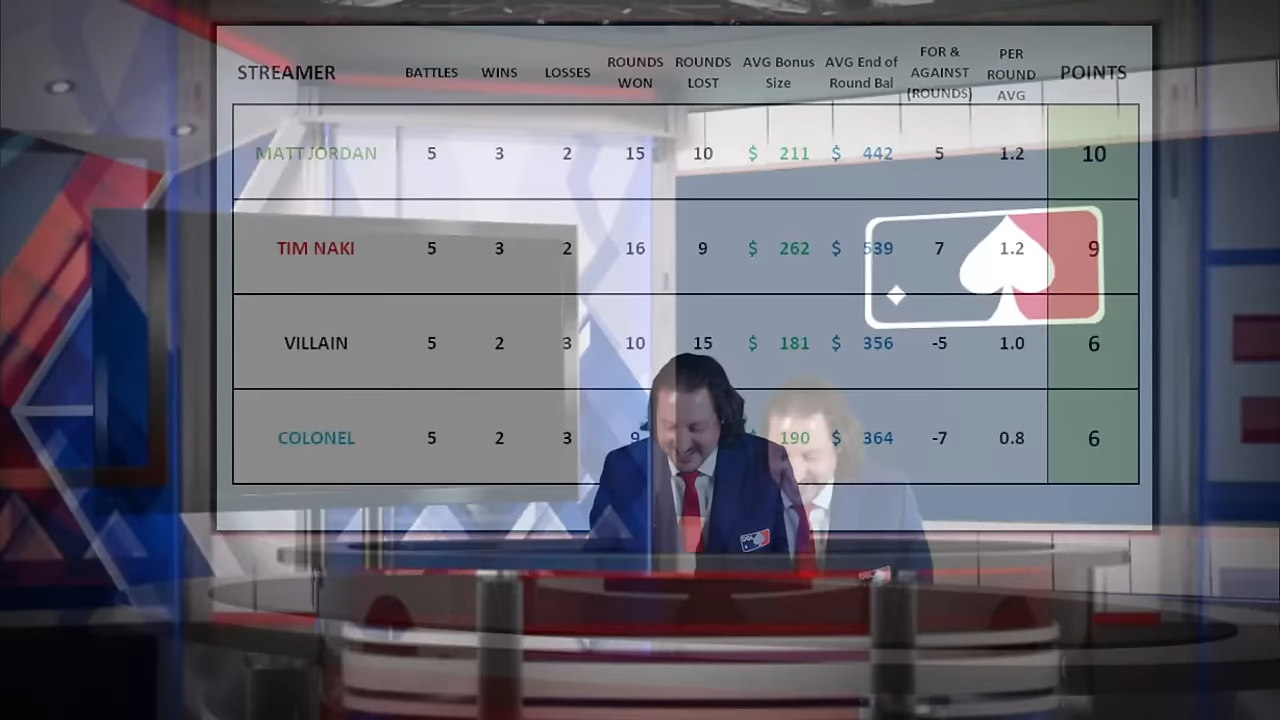 STREAMER BATTLES WINS LOSSES ROUNDS WON ROUNDS LOST AVG Bonus Size AVG End of Round Bal FOR & AGAINST (ROUNDS) PER ROUND AVG POINTS
MATT JORDAN 5 3 2 15 10 $ 211 $ 442 5 1.2 10
TIM NAKI 5 3 2 16 9 $ 262 $ 539 7 1.2 9
VILLAIN 5 2 3 10 15 $ 181 $ 356 -5 1.0 6
COLONEL 5 2 3 9 190 $ 364 -7 0.8 6